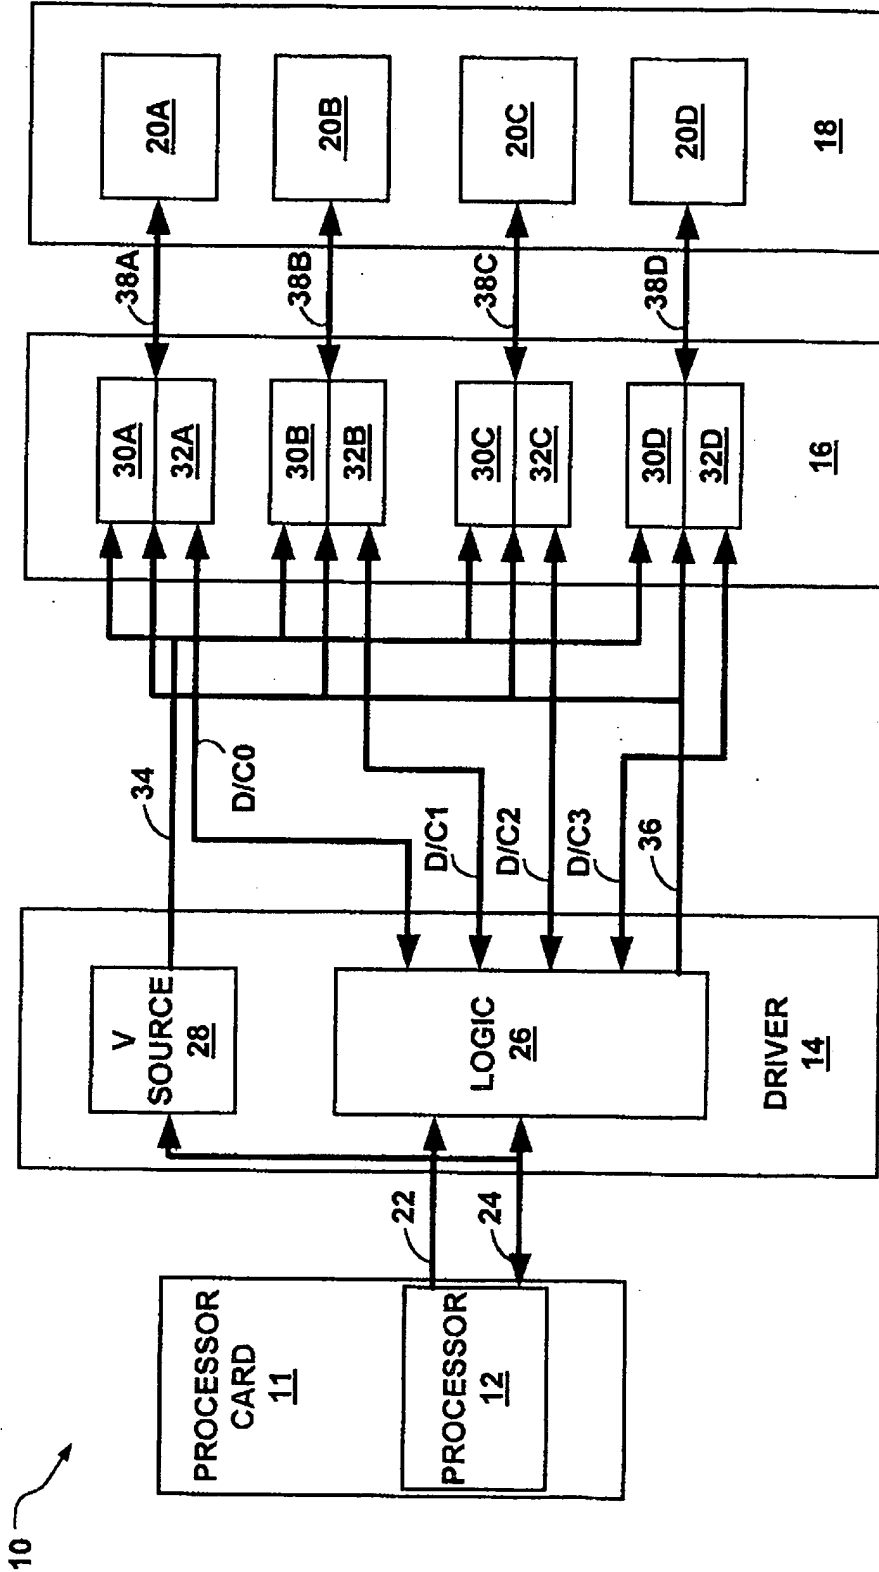 10
PROCESSOR
CARD
11
PROCESSOR
12
22
24
V
SOURCE
28
LOGIC
26
DRIVER
14
34
D/C0
D/C1
D/C2
D/C3
36
30A
32A
30B
32B
30C
32C
30D
32D
16
38A
38B
38C
38D
20A
20B
20C
20D
18